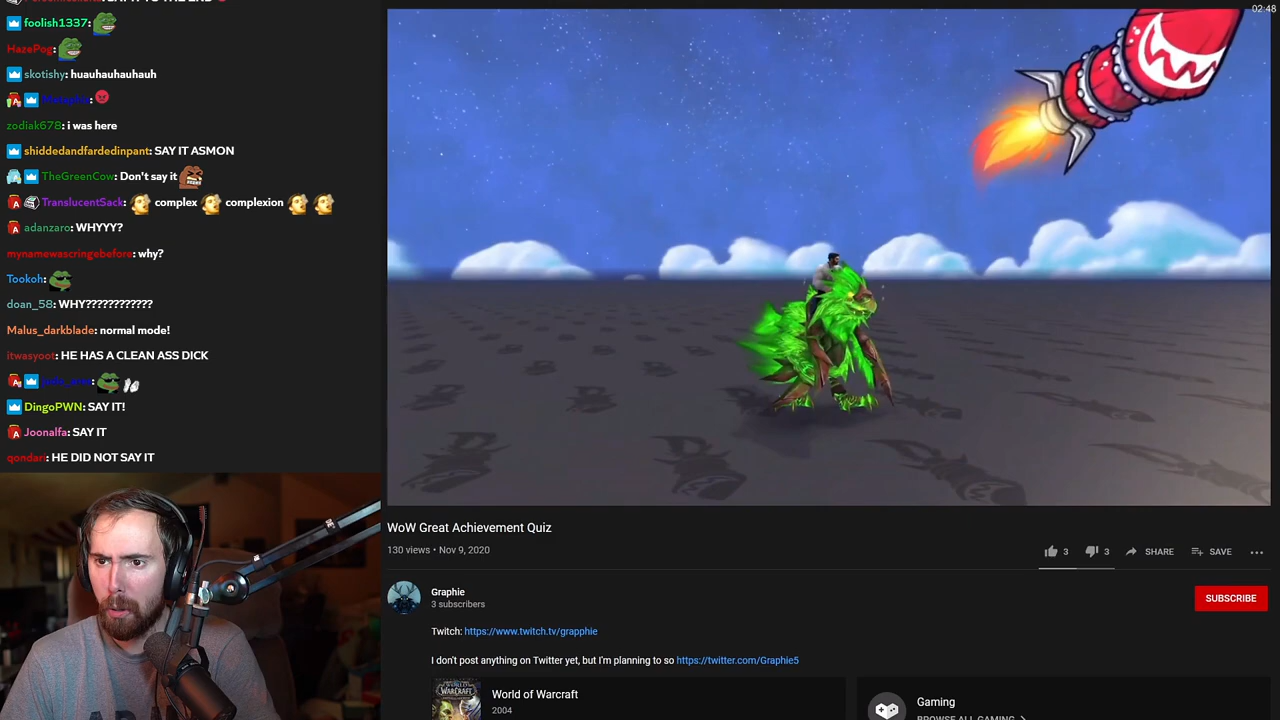 foolish1337:
HazePog:
skotishy: huauhauhauhauh
zodiak678: i was here
shiddedandfardedinpant: SAY IT ASMON
TheGreenCow: Don't say it
TranslucentSack: complex complexion
adanzaro: WHYYY?
mynamewascringebefore: why?
Tookoh:
doan_58: WHY????????????
Malus_darkblade: normal mode!
itwasyoot: HE HAS A CLEAN ASS DICK
DingoPWN: SAY IT!
Joonalfa: SAY IT
qondari: HE DID NOT SAY IT
02:48
WoW Great Achievement Quiz
130 views • Nov 9, 2020
3
3
SHARE
SAVE
Graphie
3 subscribers
SUBSCRIBE
Twitch: https://www.twitch.tv/grapphie
I don't post anything on Twitter yet, but I'm planning to so https://twitter.com/Graphie5
World of Warcraft
2004
Gaming
BROWSE ALL GAMING